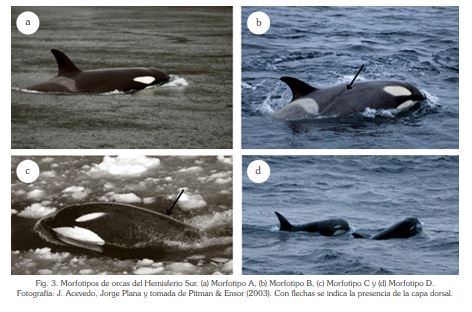 a
b
c
d
Fig. 3. Morfotipos de orcas del Hemisferio Sur. (a) Morfotipo A, (b) Morfotipo B, (c) Morfotipo C y (d) Morfotipo D.
Fotografía: J. Acevedo, Jorge Plana y tomada de Pitman & Ensor (2003). Con flechas se indica la presencia de la capa dorsal.